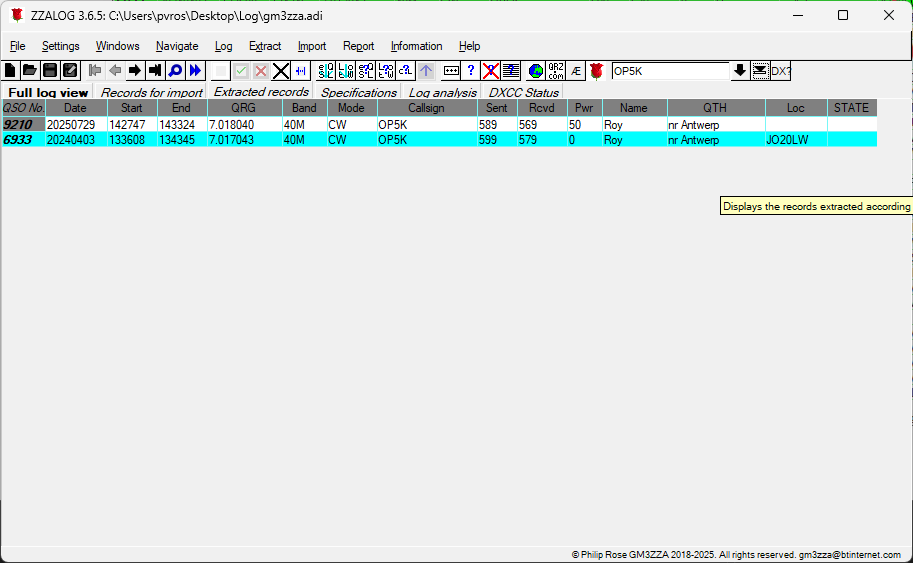 ZZALOG 3.6.5: C:\Users\pvros\Desktop\Log\gm3zza.adi
File Settings Windows Navigate Log Extract Import Report Information Help
QRZ com Æ OP5K DX?
Full log view Records for import Extracted records Specifications Log analysis DXCC Status
QSO No. Date Start End QRG Band Mode Callsign Sent Rcvd Pwr Name QTH Loc STATE
9210 20250729 142747 143324 7.018040 40M CW OP5K 589 569 50 Roy nr Antwerp
6933 20240403 133608 134345 7.017043 40M CW OP5K 599 579 0 Roy nr Antwerp JO20LW
Displays the records extracted according
© Philip Rose GM3ZZA 2018-2025. All rights reserved. gm3zza@btinternet.com